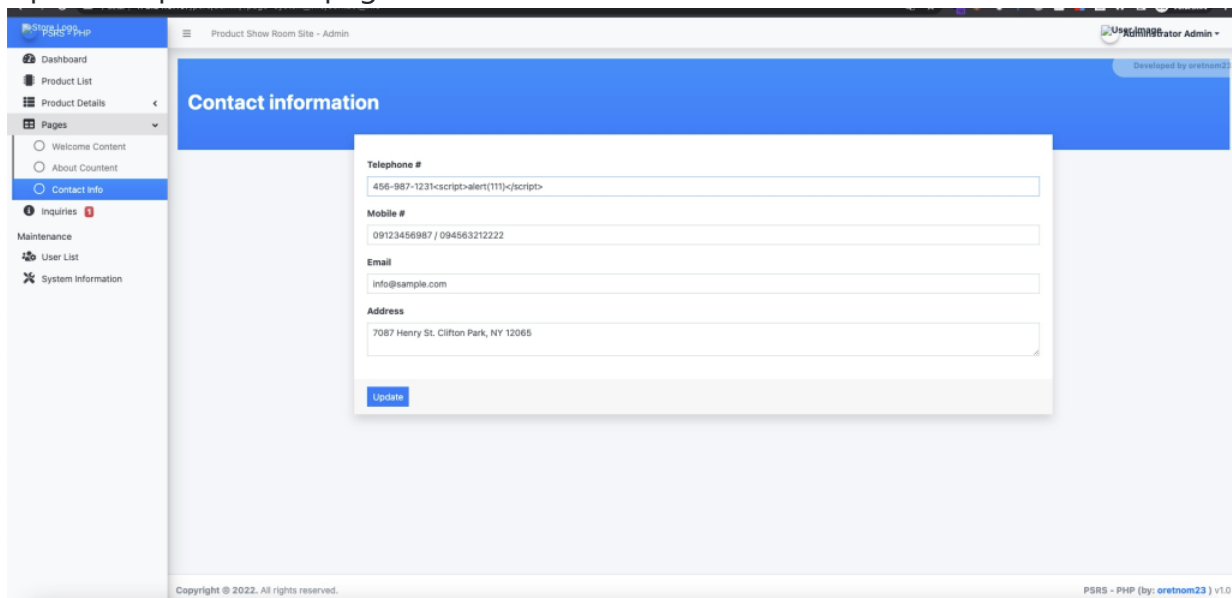 PSRS - PHP
Product Show Room Site - Admin
Administrator Admin
Developed by oretnom23
Dashboard
Product List
Product Details
Pages
Welcome Content
About Countent
Contact Info
Inquiries 1
Maintenance
User List
System Information
Contact information
Telephone #
456-987-1231<script>alert(111)</script>
Mobile #
09123456987 / 094563212222
Email
info@sample.com
Address
7087 Henry St. Clifton Park, NY 12065
Update
Copyright © 2022. All rights reserved.
PSRS - PHP (by: oretnom23 ) v1.0